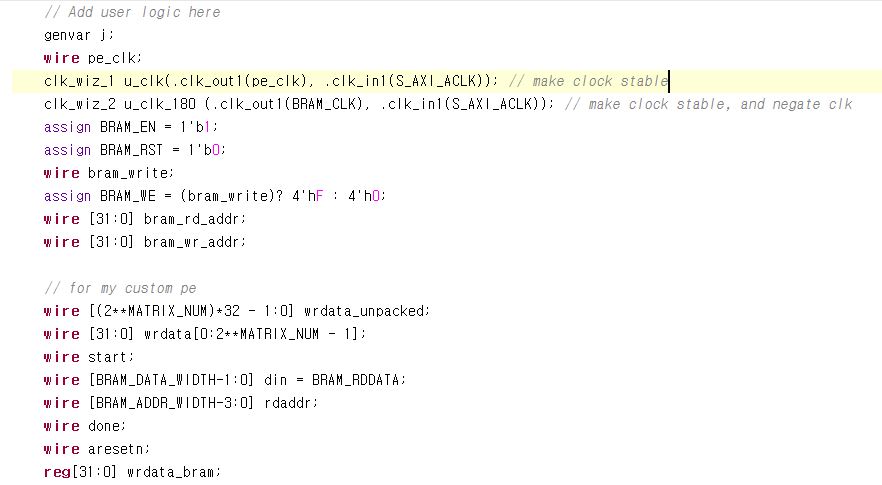 // Add user logic here
genvar j;
wire pe_clk;
clk_wiz_1 u_clk(.clk_out1(pe_clk), .clk_in1(S_AXI_ACLK)); // make clock stable
clk_wiz_2 u_clk_180 (.clk_out1(BRAM_CLK), .clk_in1(S_AXI_ACLK)); // make clock stable, and negate clk
assign BRAM_EN = 1'b1;
assign BRAM_RST = 1'b0;
wire bram_write;
assign BRAM_WE = (bram_write)? 4'hF : 4'h0;
wire [31:0] bram_rd_addr;
wire [31:0] bram_wr_addr;
// for my custom pe
wire [(2**MATRIX_NUM)*32 - 1:0] wrdata_unpacked;
wire [31:0] wrdata[0:2**MATRIX_NUM - 1];
wire start;
wire [BRAM_DATA_WIDTH-1:0] din = BRAM_RDDATA;
wire [BRAM_ADDR_WIDTH-3:0] rdaddr;
wire done;
wire aresetn;
reg[31:0] wrdata_bram;